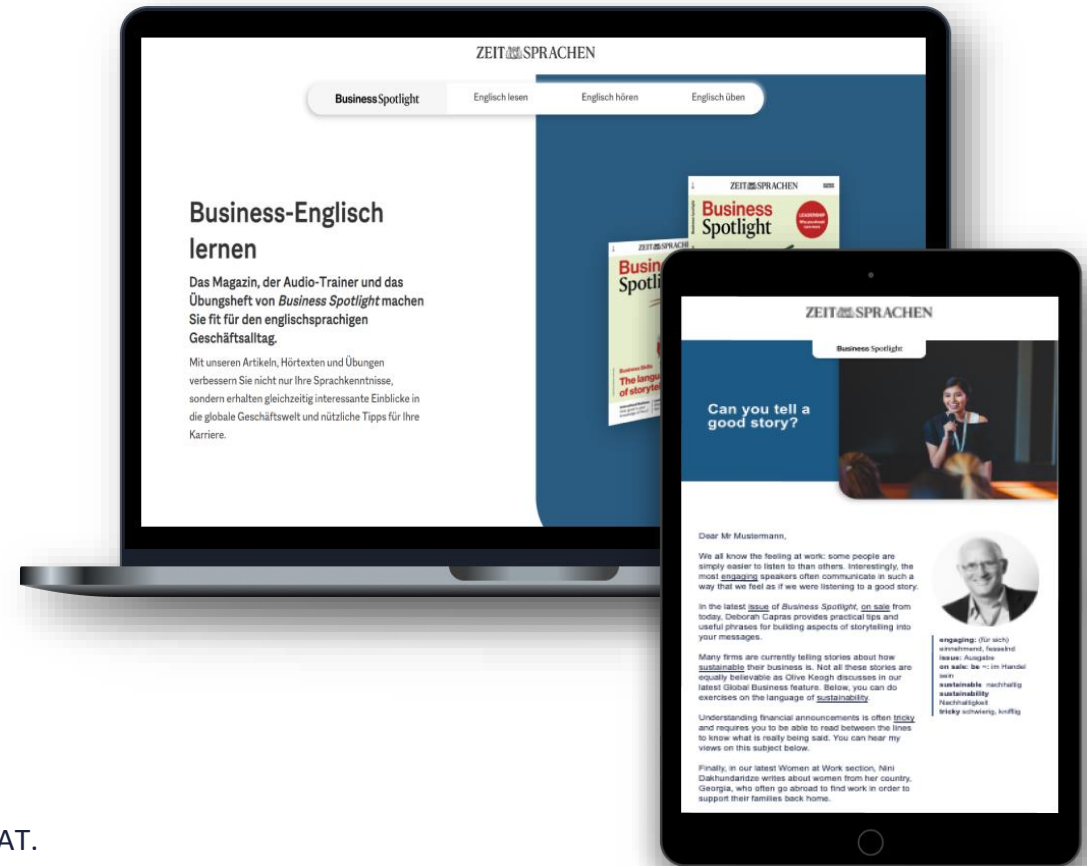 ZEIT SPRACHEN
Business Spotlight
Englisch lesen
Englisch hören
Englisch üben
Business-Englisch
lernen
Das Magazin, der Audio-Trainer und das
Übungsheft von Business Spotlight machen
Sie fit für den englischsprachigen
Geschäftsalltag.
Mit unseren Artikeln, Hörtexten und Übungen
verbessern Sie nicht nur Ihre Sprachkenntnisse,
sondern erhalten gleichzeitig interessante Einblicke in
die globale Geschäftswelt und nützliche Tipps für Ihre
Karriere.
ZEIT SPRACHEN
Business
Spotlight
LEADERSHIP
ZEIT SPRACH
Busin
Spotli
Business Skills
The langu
of storytel
ZEIT SPRACHEN
Business Spotlight
Can you tell a
good story?
Dear Mr Mustermann,
We all know the feeling at work: some people are
simply easier to listen to than others. Interestingly, the
most engaging speakers often communicate in such a
way that we feel as if we were listening to a good story.
In the latest issue of Business Spotlight, on sale from
today, Deborah Capras provides practical tips and
useful phrases for building aspects of storytelling into
your messages.
Many firms are currently telling stories about how
sustainable their business is. Not all these stories are
equally believable as Olive Keogh discusses in our
latest Global Business feature. Below, you can do
exercises on the language of sustainability.
Understanding financial announcements is often tricky
and requires you to be able to read between the lines
to know what is really being said. You can hear my
views on this subject below.
Finally, in our latest Women at Work section, Nini
Dakhundaridze writes about women from her country,
Georgia, who often go abroad to find work in order to
support their families back home.
engaging: (für sich)
einnehmend, fesselnd
issue: Ausgabe
on sale: be ~: im Handel
sein
sustainable nachhaltig
sustainability
Nachhaltigkeit
tricky schwierig, knifflig
AT.